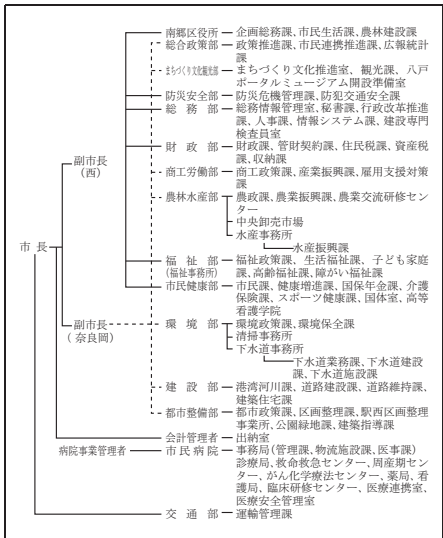 南郷区役所 企画総務課、市民生活課、農林建設課
総合政策部 政策推進課、市民連携推進課、広報統計
課
まちづくり文化観光部 まちづくり文化推進室、観光課、八戸
ポータルミュージアム開設準備室
防災安全部 防災危機管理課、防犯交通安全課
総務部 総務情報管理室、秘書課、行政改革推進
課、人事課、情報システム課、建設専門
検査員室
財政部 財政課、管財契約課、住民税課、資産税
課、収納課
副市長
(西)
商工労働部 商工政策課、産業振興課、雇用支援対策
課
農林水産部 農政課、農業振興課、農業交流研修セン
ター
中央卸売市場
水産事務所
水産振興課
市長
福祉部 福祉政策課、生活福祉課、子ども家庭
(福祉事務所) 課、高齢福祉課、障がい福祉課
市民健康部 市民課、健康増進課、国保年金課、介護
保険課、スポーツ健康課、国体室、高等
看護学院
副市長
(奈良岡)
環境部 環境政策課、環境保全課
清掃事務所
下水道事務所
下水道業務課、下水道建設
課、下水道施設課
建設部 港湾河川課、道路建設課、道路維持課、
建築住宅課
都市整備部 都市政策課、区画整理課、駅西区画整理
事業所、公園緑地課、建築指導課
会計管理者 出納室
病院事業管理者 市民病院 事務局(管理課、物流施設課、医事課)
診療局、救命救急センター、周産期セン
ター、がん化学療法センター、薬局、看
護局、臨床研修センター、医療連携室、
医療安全管理室
交通部 運輸管理課